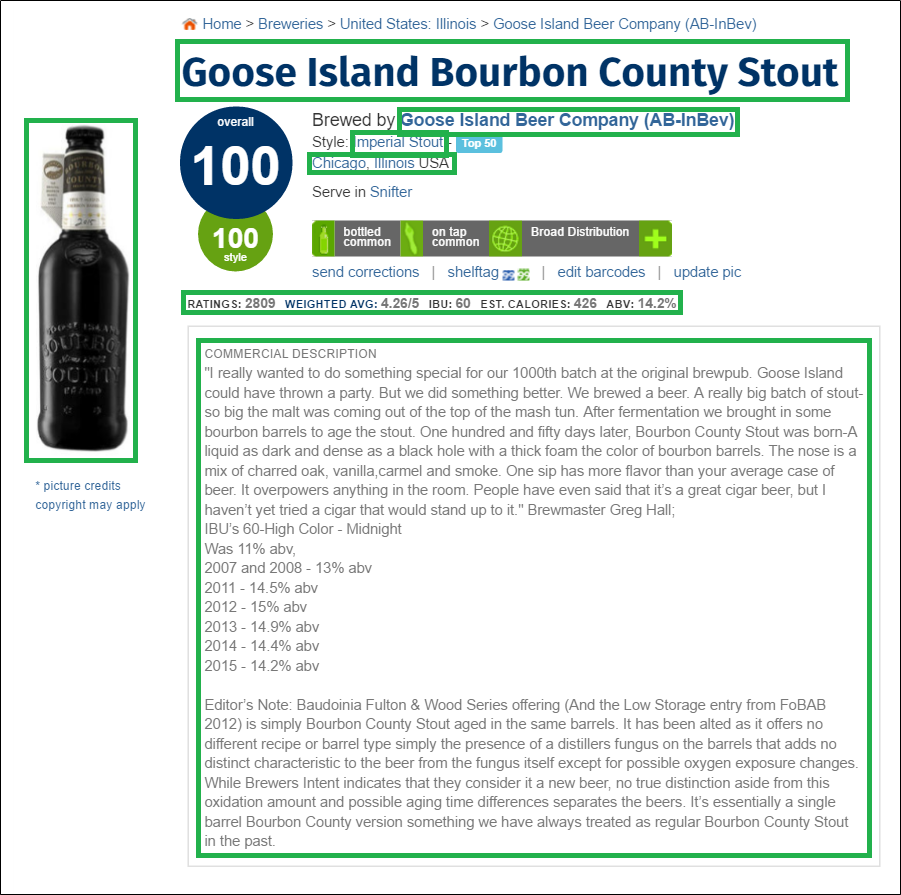 Home > Breweries > United States: Illinois > Goose Island Beer Company (AB-InBev)
Goose Island Bourbon County Stout
overall
100
100
style
Brewed by Goose Island Beer Company (AB-InBev)
Style: Imperial Stout - Top 50
Chicago, Illinois USA
Serve in Snifter
bottled common
on tap common
Broad Distribution
send corrections | shelftag | edit barcodes | update pic
RATINGS: 2809 WEIGHTED AVG: 4.26/5 IBU: 60 EST. CALORIES: 426 ABV: 14.2%
BOURBON
COUNTY
2015
GOOSE ISLAND
BOURBON
COUNTY
BRAND
* picture credits
copyright may apply
COMMERCIAL DESCRIPTION
"I really wanted to do something special for our 1000th batch at the original brewpub. Goose Island
could have thrown a party. But we did something better. We brewed a beer. A really big batch of stout-
so big the malt was coming out of the top of the mash tun. After fermentation we brought in some
bourbon barrels to age the stout. One hundred and fifty days later, Bourbon County Stout was born-A
liquid as dark and dense as a black hole with a thick foam the color of bourbon barrels. The nose is a
mix of charred oak, vanilla,carmel and smoke. One sip has more flavor than your average case of
beer. It overpowers anything in the room. People have even said that it's a great cigar beer, but I
haven't yet tried a cigar that would stand up to it." Brewmaster Greg Hall;
IBU's 60-High Color - Midnight
Was 11% abv,
2007 and 2008 - 13% abv
2011 - 14.5% abv
2012 - 15% abv
2013 - 14.9% abv
2014 - 14.4% abv
2015 - 14.2% abv
Editor's Note: Baudoinia Fulton & Wood Series offering (And the Low Storage entry from FoBAB
2012) is simply Bourbon County Stout aged in the same barrels. It has been alted as it offers no
different recipe or barrel type simply the presence of a distillers fungus on the barrels that adds no
distinct characteristic to the beer from the fungus itself except for possible oxygen exposure changes.
While Brewers Intent indicates that they consider it a new beer, no true distinction aside from this
oxidation amount and possible aging time differences separates the beers. It's essentially a single
barrel Bourbon County version something we have always treated as regular Bourbon County Stout
in the past.